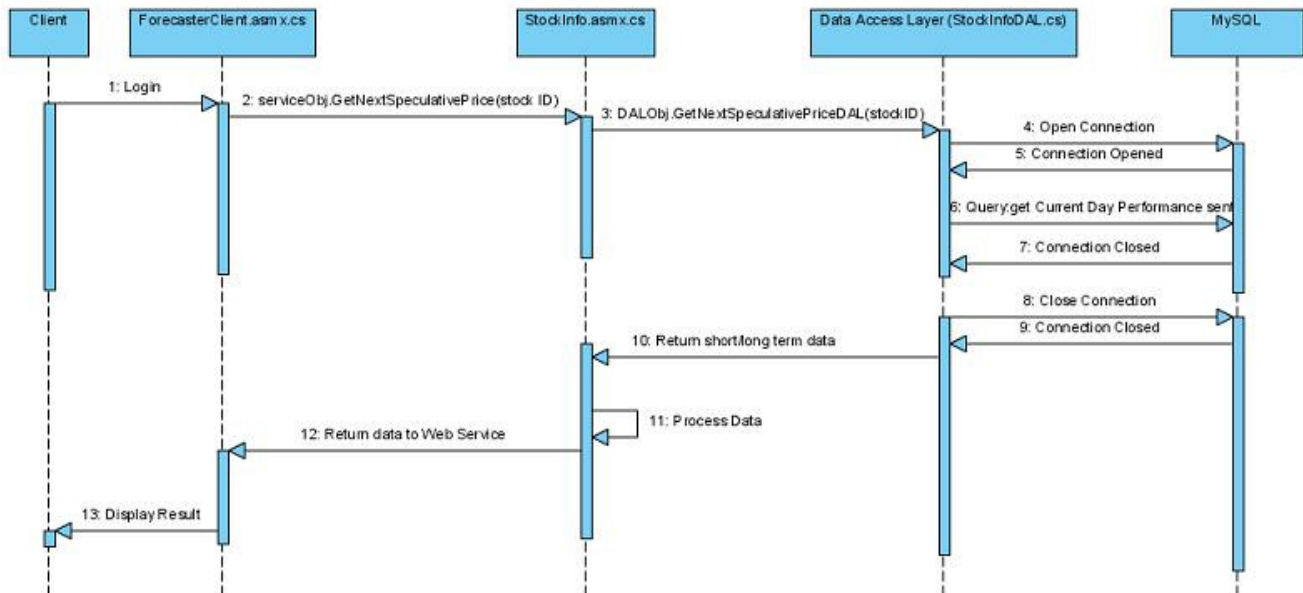 Client
ForecasterClient.asmx.cs
StockInfo.asmx.cs
Data Access Layer (StockInfoDAL.cs)
MySQL
1: Login
2: serviceObj.GetNextSpeculativePrice(stock ID)
3: DALObj.GetNextSpeculativePriceDAL(stockID)
4: Open Connection
5: Connection Opened
6: Query:get Current Day Performance sent
7: Connection Closed
8: Close Connection
9: Connection Closed
10: Return short/long term data
11: Process Data
12: Return data to Web Service
13: Display Result